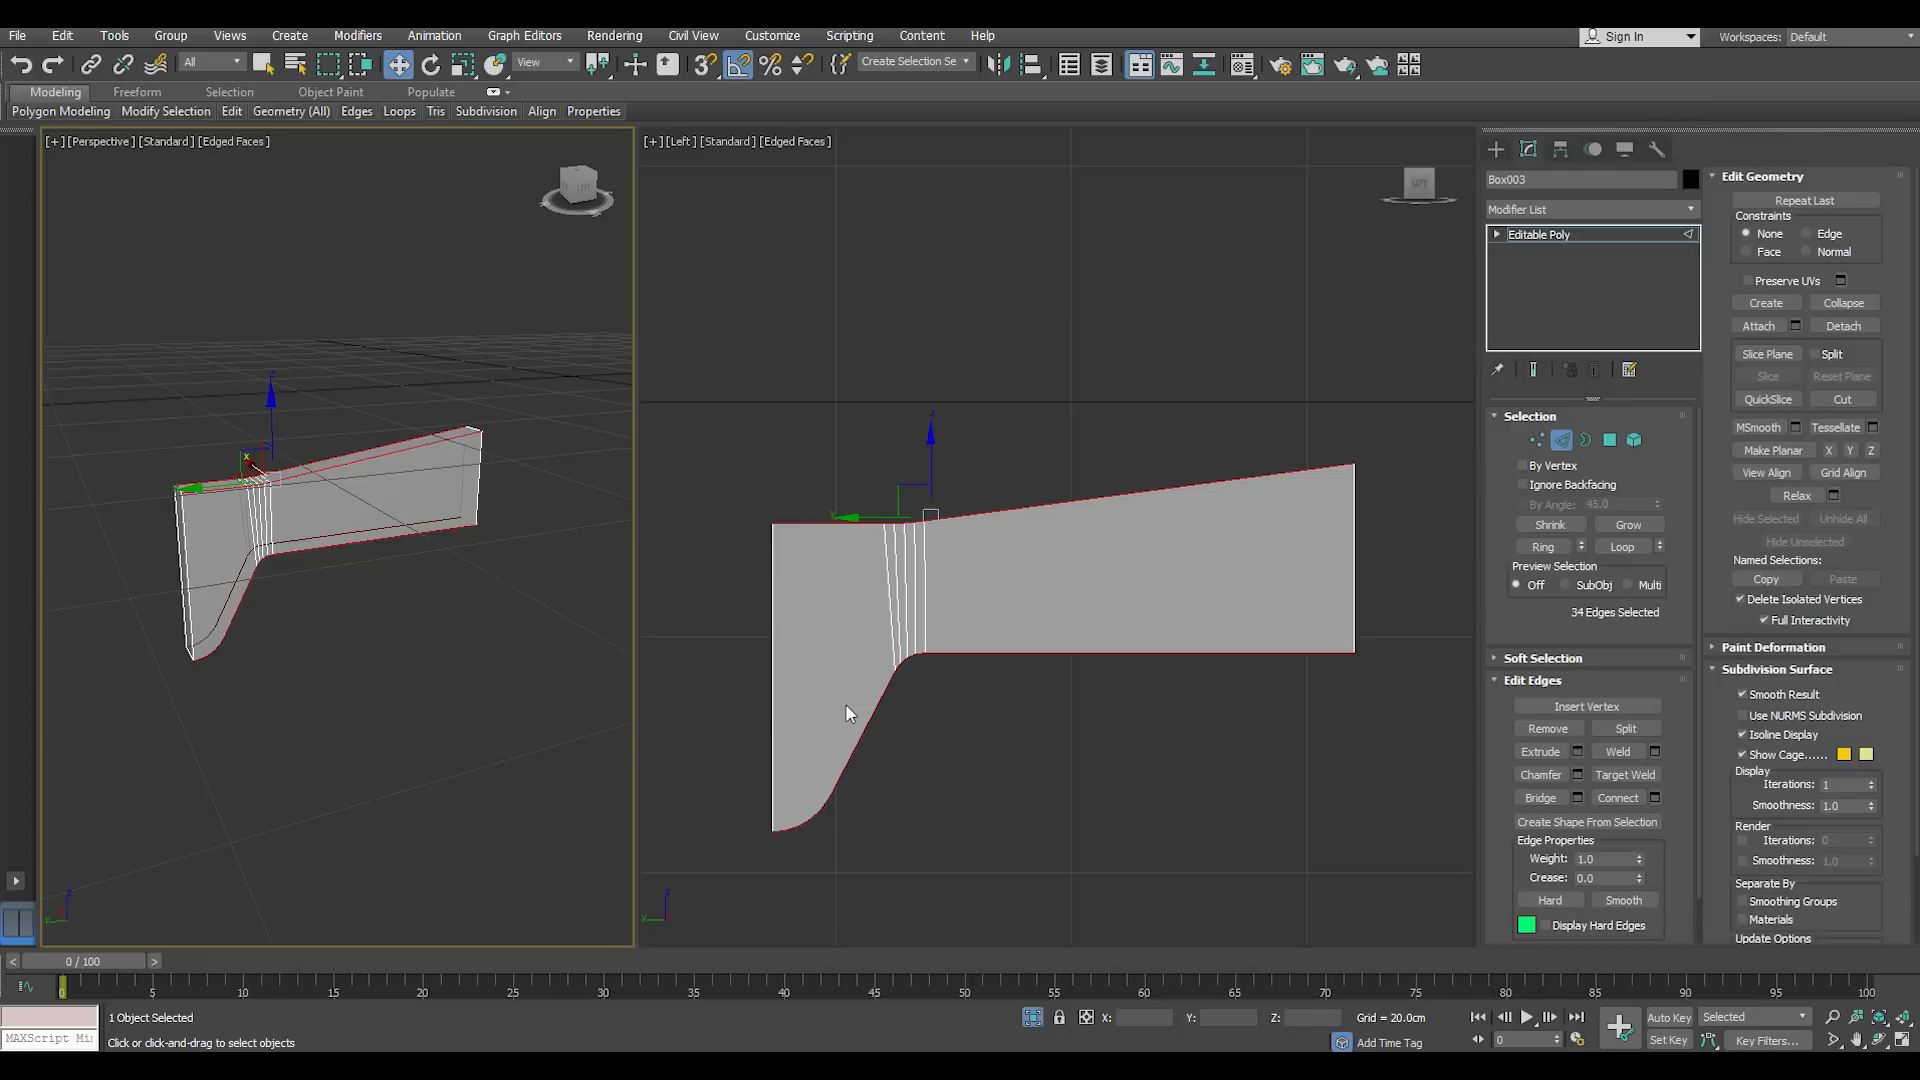 File Edit Tools Group Views Create Modifiers Animation Graph Editors Rendering Civil View Customize Scripting Content Help Sign In Workspaces: Default
All View Create Selection Se
Modeling Freeform Selection Object Paint Populate
Polygon Modeling Modify Selection Edit Geometry (All) Edges Loops Tris Subdivision Align Properties
[+] [Perspective ] [Standard ] [Edged Faces ]
[+] [Left ] [Standard ] [Edged Faces ]
LEFT
LEFT
Box003
Modifier List
Editable Poly
Selection
By Vertex
Ignore Backfacing
By Angle: 45.0
Shrink Grow
Ring Loop
Preview Selection
Off SubObj Multi
34 Edges Selected
Soft Selection
Edit Edges
Insert Vertex
Remove Split
Extrude Weld
Chamfer Target Weld
Bridge Connect
Create Shape From Selection
Edge Properties
Weight: 1.0
Crease: 0.0
Hard Smooth
Display Hard Edges
Edit Geometry
Repeat Last
Constraints
None Edge
Face Normal
Preserve UVs
Create Collapse
Attach Detach
Slice Plane Split
Slice Reset Plane
QuickSlice Cut
MSmooth Tessellate
Make Planar X Y Z
View Align Grid Align
Relax
Hide Selected Unhide All
Hide Unselected
Named Selections:
Copy Paste
Delete Isolated Vertices
Full Interactivity
Paint Deformation
Subdivision Surface
Smooth Result
Use NURMS Subdivision
Isoline Display
Show Cage......
Display
Iterations: 1
Smoothness: 1.0
Render
Iterations: 0
Smoothness: 1.0
Separate By
Smoothing Groups
Materials
Update Options
< 0 / 100 >
0 5 10 15 20 25 30 35 40 45 50 55 60 65 70 75 80 85 90 95 100
1 Object Selected X: Y: Z: Grid = 20.0cm Auto Key Selected
MAXScript Mi Click or click-and-drag to select objects Add Time Tag 0 Set Key Key Filters...